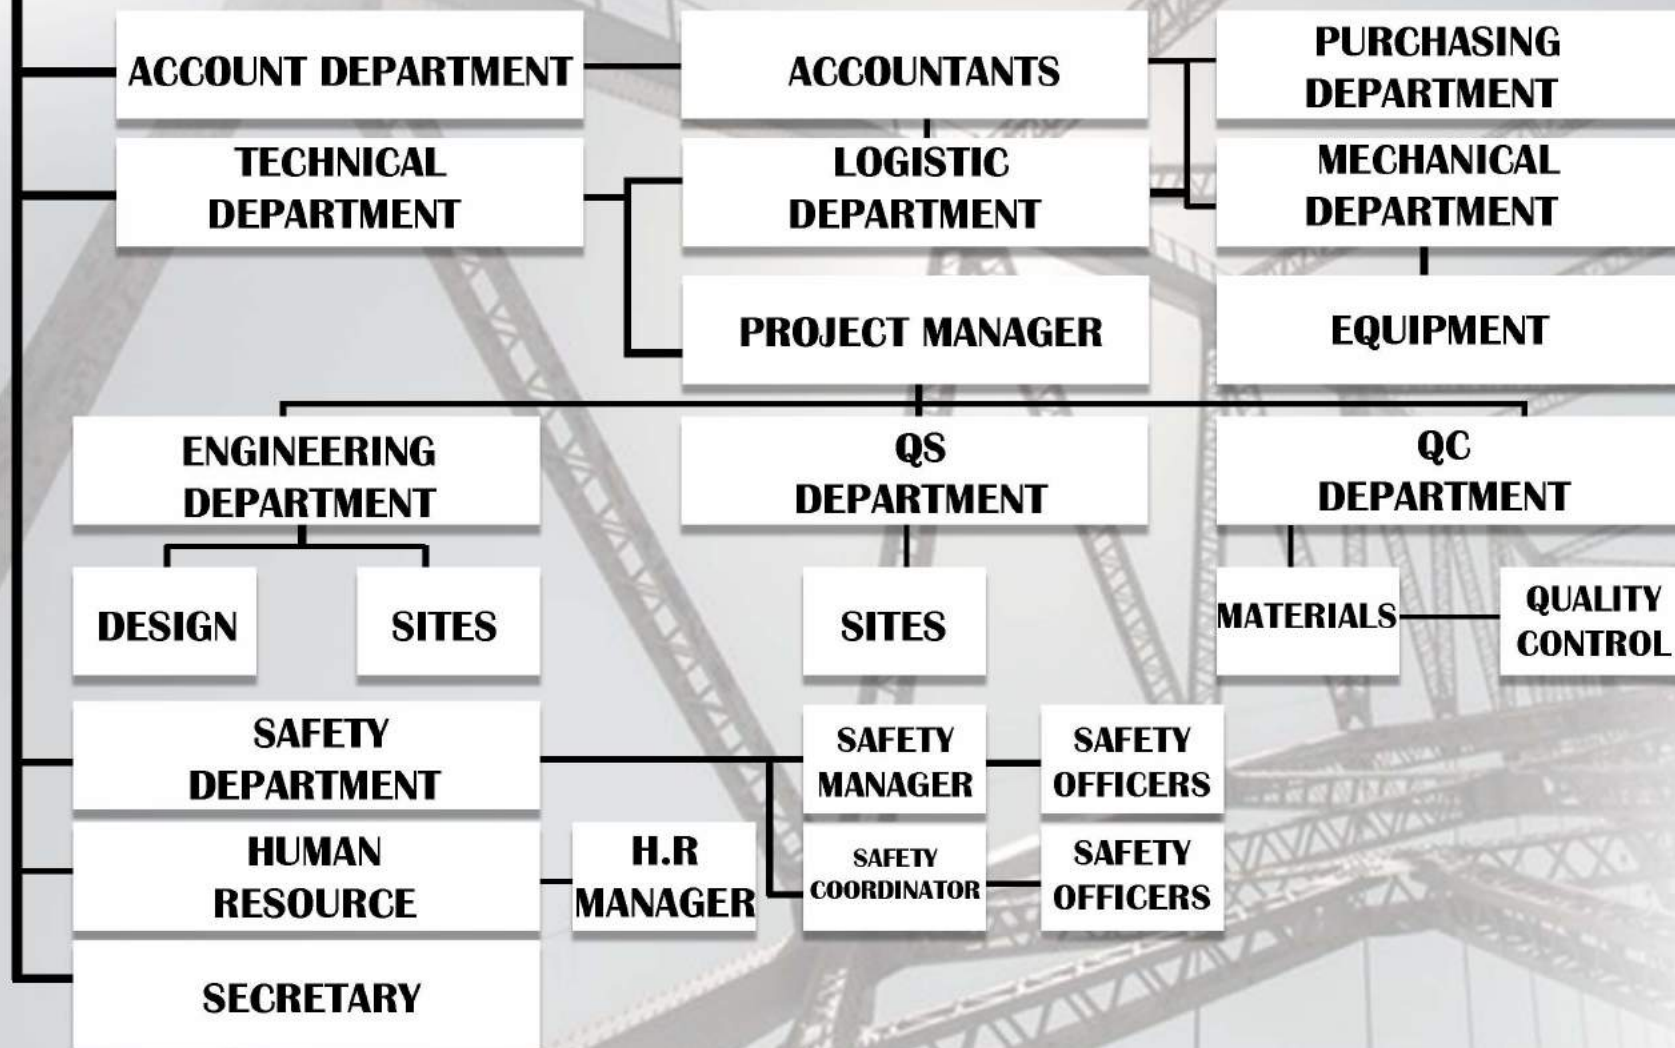 ACCOUNT DEPARTMENT
ACCOUNTANTS
PURCHASING
DEPARTMENT
TECHNICAL
DEPARTMENT
LOGISTIC
DEPARTMENT
MECHANICAL
DEPARTMENT
PROJECT MANAGER
EQUIPMENT
ENGINEERING
DEPARTMENT
QS
DEPARTMENT
QC
DEPARTMENT
DESIGN
SITES
SITES
MATERIALS
QUALITY
CONTROL
SAFETY
DEPARTMENT
SAFETY
MANAGER
SAFETY
OFFICERS
HUMAN
RESOURCE
H.R
MANAGER
SAFETY
COORDINATOR
SAFETY
OFFICERS
SECRETARY